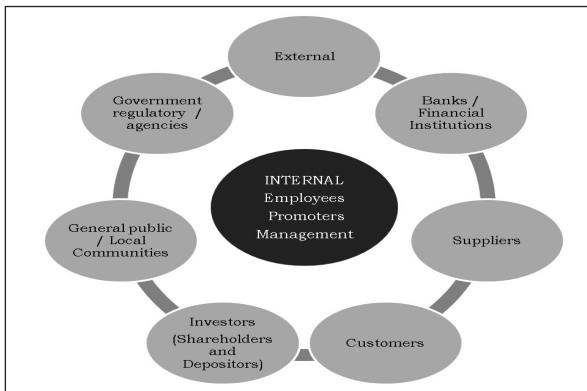 External
Banks /
Financial
Institutions
Suppliers
Customers
Investors
(Shareholders
and
Depositors)
General public
/ Local
Communities
Government
regulatory /
agencies
INTERNAL
Employees
Promoters
Management